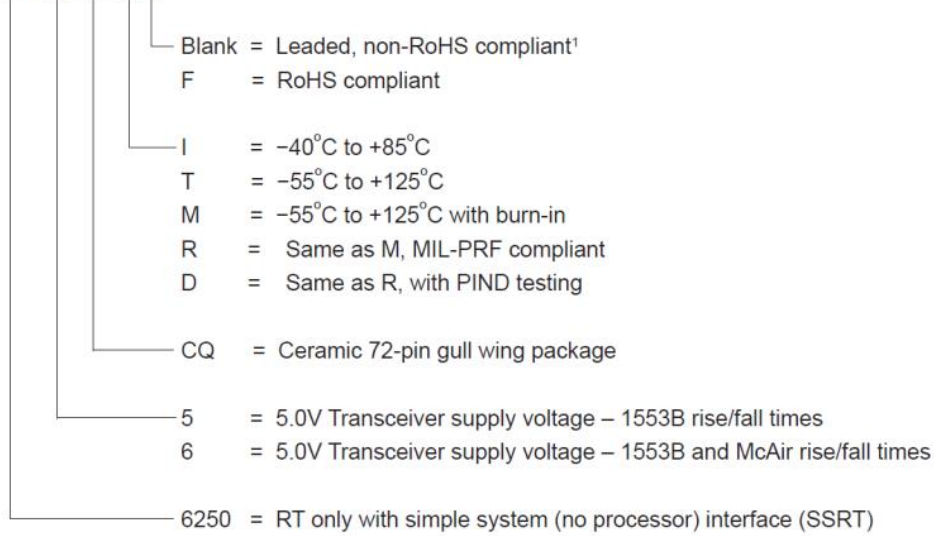 Blank = Leaded, non-RoHS compliant¹
F = RoHS compliant
I = −40°C to +85°C
T = −55°C to +125°C
M = −55°C to +125°C with burn-in
R = Same as M, MIL-PRF compliant
D = Same as R, with PIND testing
CQ = Ceramic 72-pin gull wing package
5 = 5.0V Transceiver supply voltage – 1553B rise/fall times
6 = 5.0V Transceiver supply voltage – 1553B and McAir rise/fall times
6250 = RT only with simple system (no processor) interface (SSRT)